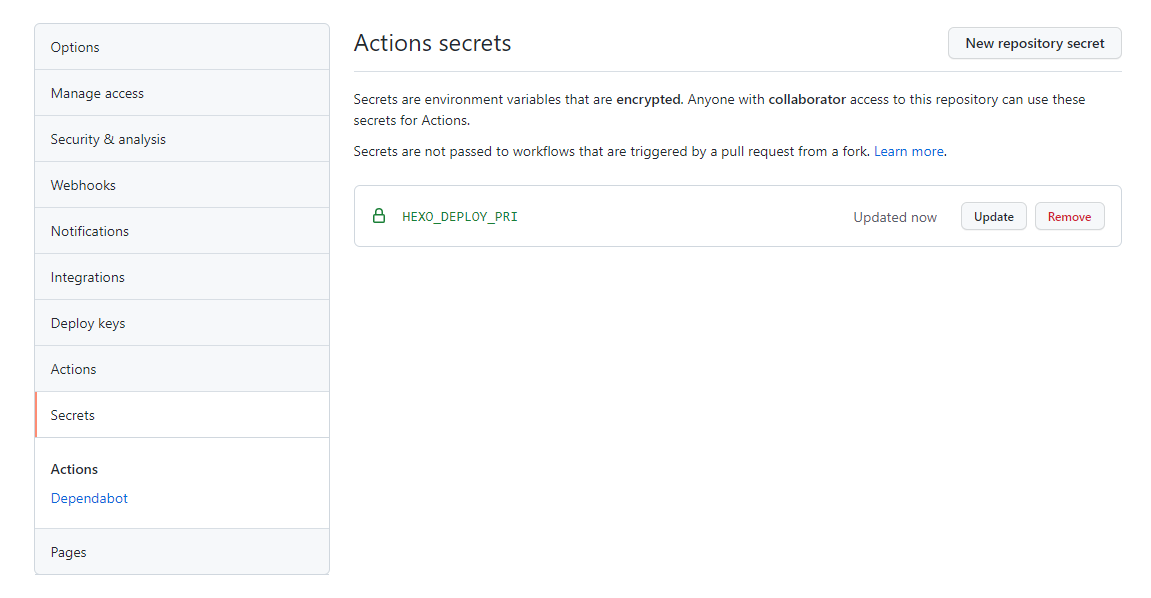 Options
Manage access
Security & analysis
Webhooks
Notifications
Integrations
Deploy keys
Actions
Secrets
Actions
Dependabot
Pages
Actions secrets
New repository secret
Secrets are environment variables that are encrypted. Anyone with collaborator access to this repository can use these
secrets for Actions.
Secrets are not passed to workflows that are triggered by a pull request from a fork. Learn more.
HEXO_DEPLOY_PRI Updated now Update Remove